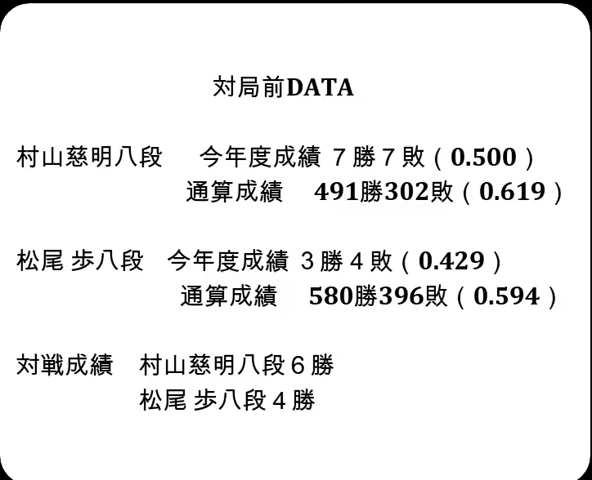 対局前DATA
村山慈明八段 今年度成績 ７勝７敗（0.500）
通算成績 491勝302敗（0.619）
松尾 歩八段 今年度成績 ３勝４敗（0.429）
通算成績 580勝396敗（0.594）
対戦成績 村山慈明八段６勝
松尾 歩八段４勝